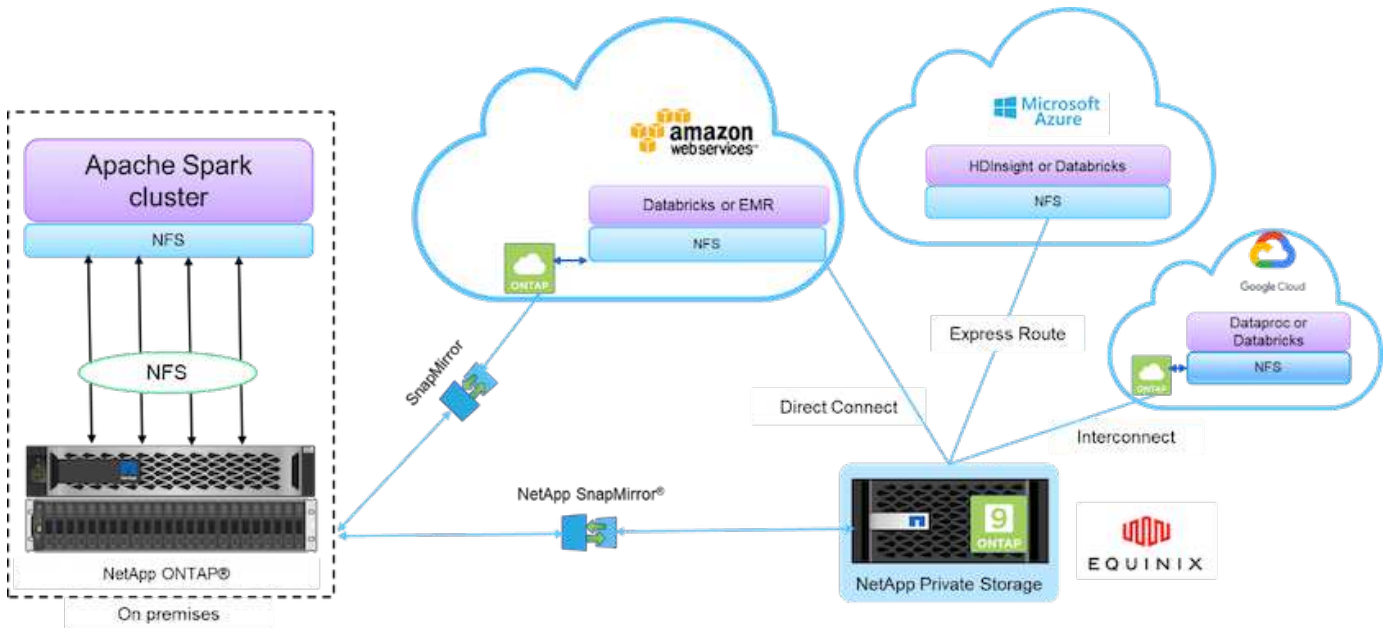 Apache Spark
cluster
NFS
NFS
NetApp ONTAP®
On premises
amazon
webservices™
Databricks or EMR
NFS
ONTAP
SnapMirror
NetApp SnapMirror®
Microsoft
Azure
HDInsight or Databricks
NFS
Google Cloud
Dataproc or
Databricks
NFS
ONTAP
Express Route
Direct Connect
Interconnect
9
ONTAP
NetApp Private Storage
EQUINIX